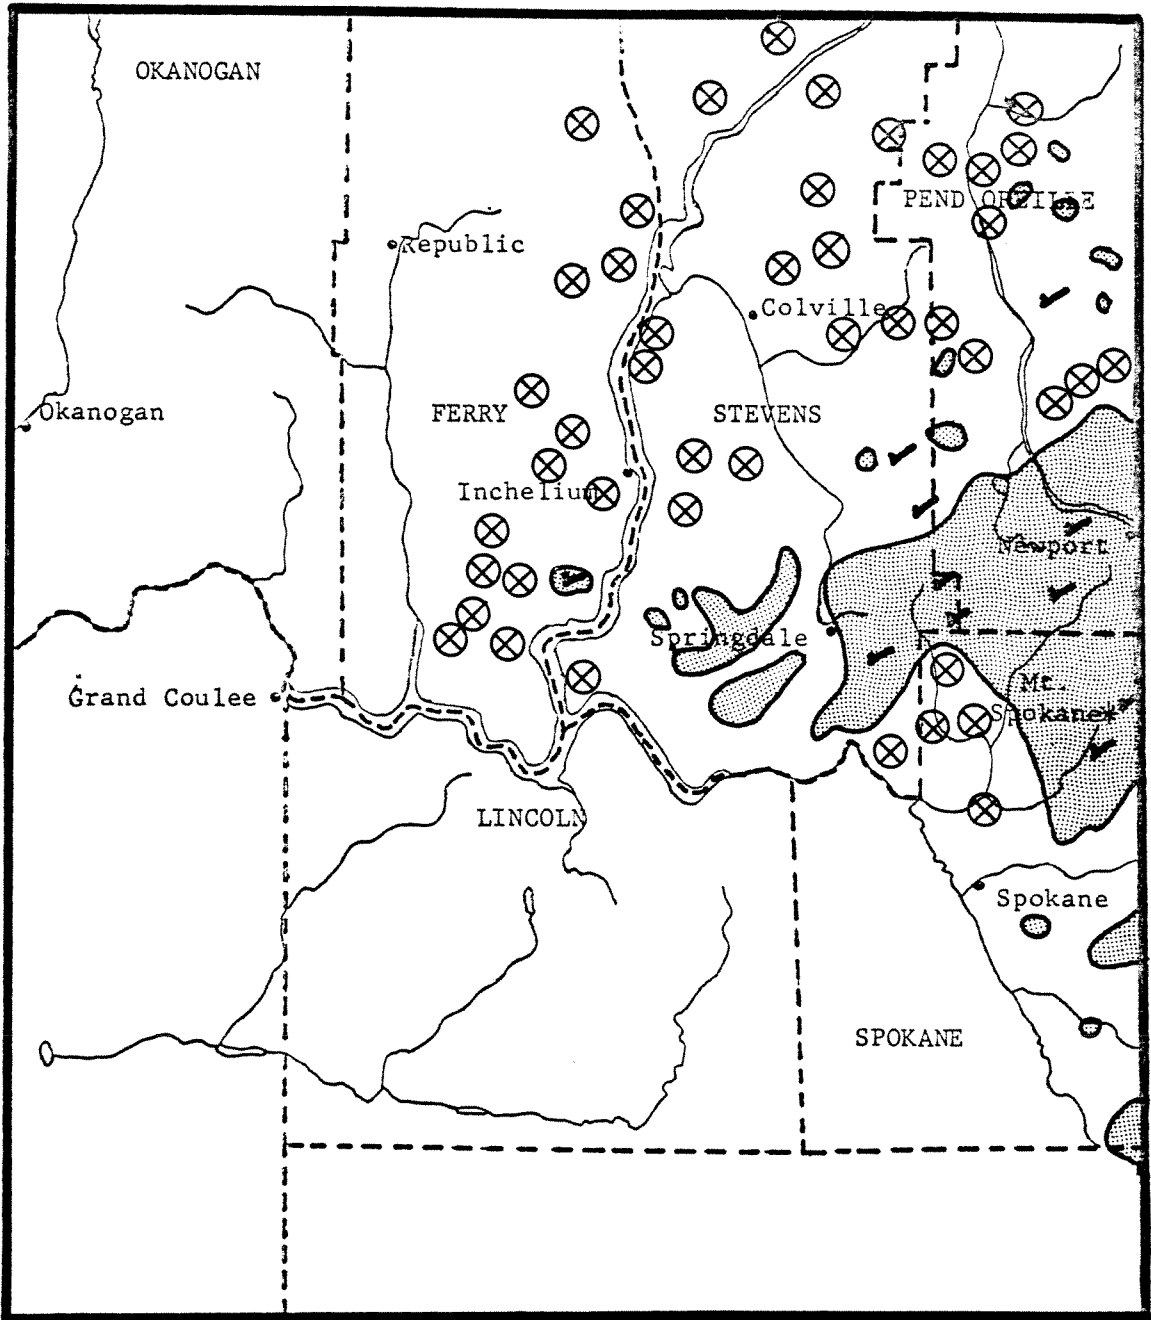 OKANOGAN
PEND OREILLE
Republic
Colville
Okanogan
FERRY
STEVENS
Inchelium
Newport
Springdale
Grand Coulee
Mt.
Spokane*
LINCOLN
Spokane
SPOKANE